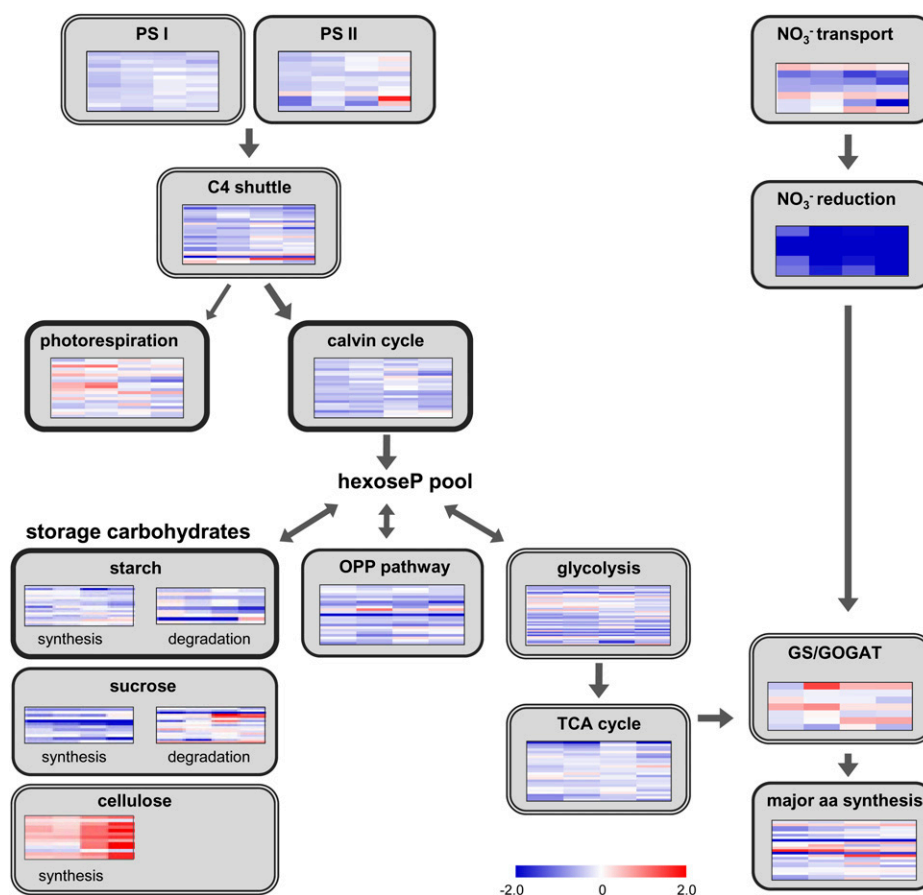 PS I
PS II
NO₃⁻ transport
C4 shuttle
NO₃⁻ reduction
photorespiration
calvin cycle
hexoseP pool
storage carbohydrates
starch
synthesis
degradation
OPP pathway
glycolysis
sucrose
synthesis
degradation
TCA cycle
GS/GOGAT
cellulose
synthesis
major aa synthesis
-2.0
0
2.0